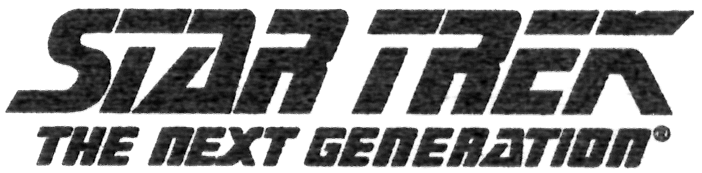 STAR TREK
THE NEXT GENERATION®